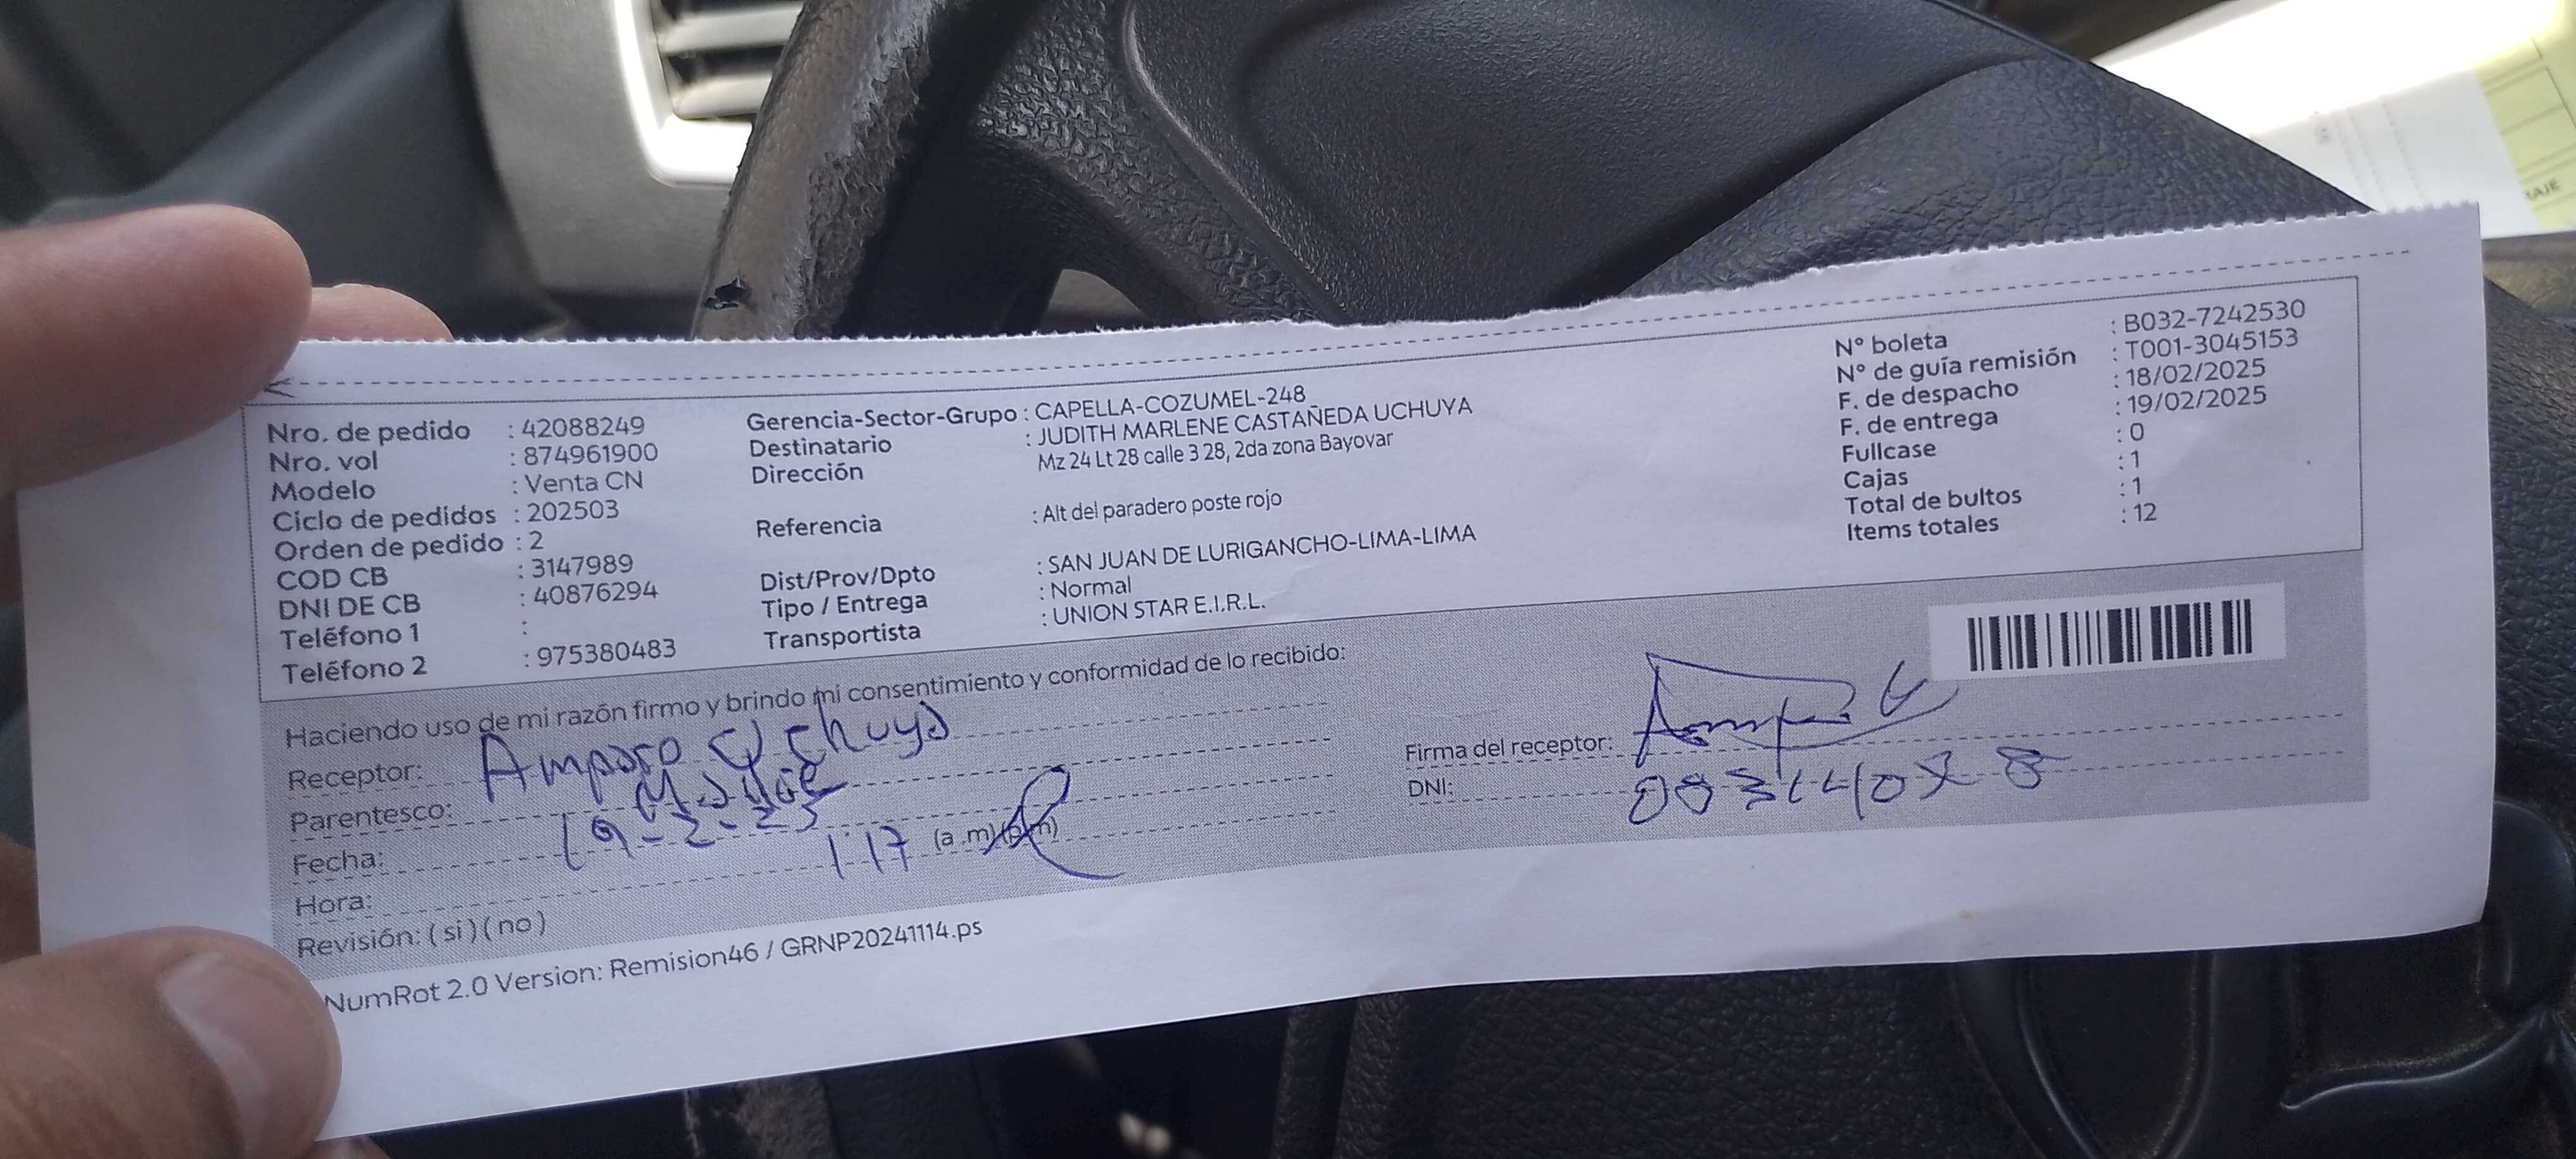 Nro. de pedido : 42088249
Nro. vol : 874961900
Modelo : Venta CN
Ciclo de pedidos : 202503
Orden de pedido : 2
COD CB : 3147989
DNI DE CB : 40876294
Teléfono 1 :
Teléfono 2 : 975380483
Gerencia-Sector-Grupo : CAPELLA-COZUMEL-248
Destinatario : JUDITH MARLENE CASTAÑEDA UCHUYA
Dirección Mz 24 Lt 28 calle 3 28, 2da zona Bayovar
Referencia : Alt del paradero poste rojo
Dist/Prov/Dpto : SAN JUAN DE LURIGANCHO-LIMA-LIMA
Tipo / Entrega : Normal
Transportista : UNION STAR E.I.R.L.
N° boleta : B032-7242530
N° de guía remisión : T001-3045153
F. de despacho : 18/02/2025
F. de entrega : 19/02/2025
Fullcase : 0
Cajas : 1
Total de bultos : 1
Items totales : 12
Haciendo uso de mi razón firmo y brindo mi consentimiento y conformidad de lo recibido:
Receptor: Amparo Uchuya
Parentesco: Madre
Fecha: 19-2-25
Hora: 1 17 (a.m)(p.m)
Revisión: (si)(no)
Firma del receptor:
DNI:
NumRot 2.0 Version: Remision46 / GRNP20241114.ps